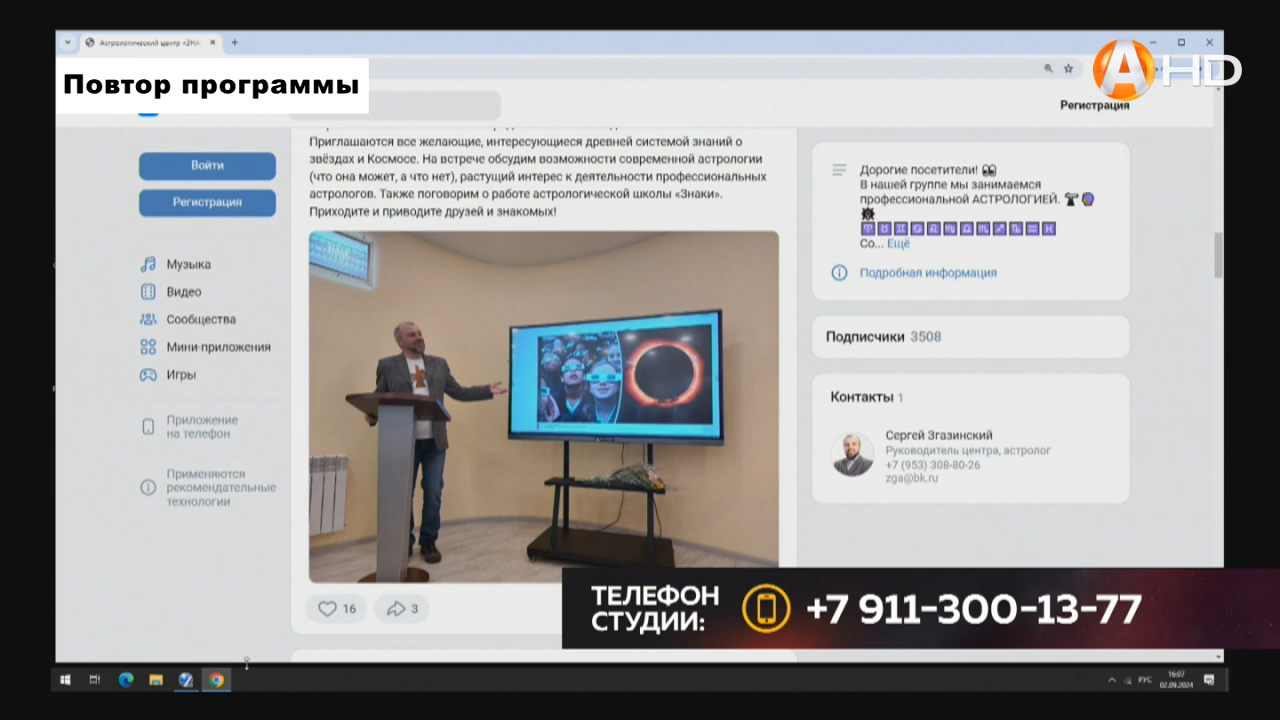 Астрологический центр «ЗНА
Повтор программы
HD
Регистрация
Войти
Регистрация
Музыка
Видео
Сообщества
Мини-приложения
Игры
Приложение
на телефон
Применяются
рекомендательные
технологии
Приглашаются все желающие, интересующиеся древней системой знаний о
звёздах и Космосе. На встрече обсудим возможности современной астрологии
(что она может, а что нет), растущий интерес к деятельности профессиональных
астрологов. Также поговорим о работе астрологической школы «Знаки».
Приходите и приводите друзей и знакомых!
16
3
Дорогие посетители! 👀
В нашей группе мы занимаемся
профессиональной АСТРОЛОГИЕЙ.
♈♉♊♋♌♍♎♏♐♑♒♓
Со... Ещё
Подробная информация
Подписчики 3508
Контакты 1
Сергей Згазинский
Руководитель центра, астролог
+7 (953) 308-80-26
zga@bk.ru
ТЕЛЕФОН
СТУДИИ:
+7 911-300-13-77
РУС
16:07
02.09.2024